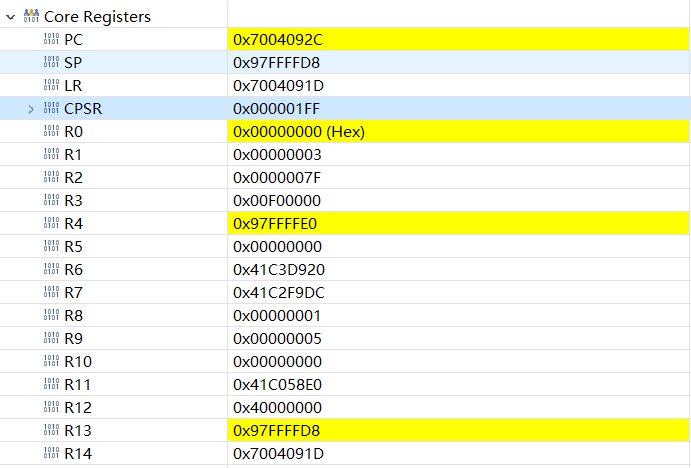 Core Registers
PC 0x7004092C
SP 0x97FFFFD8
LR 0x7004091D
CPSR 0x000001FF
R0 0x00000000 (Hex)
R1 0x00000003
R2 0x0000007F
R3 0x00F00000
R4 0x97FFFFE0
R5 0x00000000
R6 0x41C3D920
R7 0x41C2F9DC
R8 0x00000001
R9 0x00000005
R10 0x00000000
R11 0x41C058E0
R12 0x40000000
R13 0x97FFFFD8
R14 0x7004091D